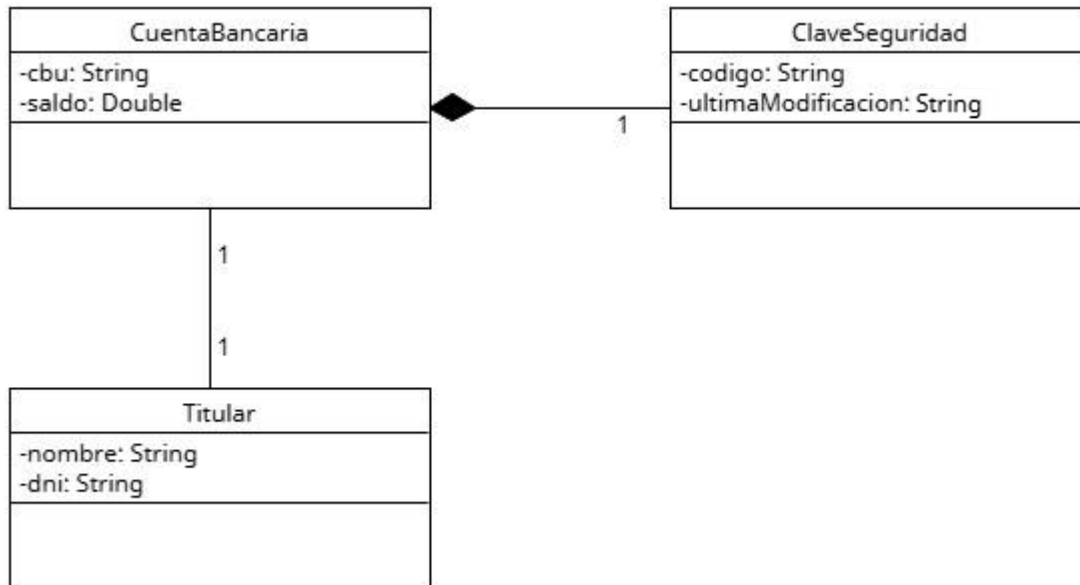 CuentaBancaria
-cbu: String
-saldo: Double
ClaveSeguridad
-codigo: String
-ultimaModificacion: String
1
1
1
Titular
-nombre: String
-dni: String